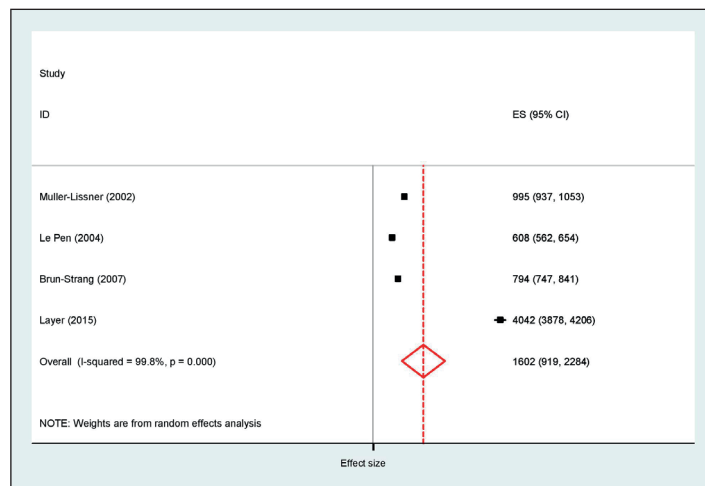 Study
ID ES (95% CI)
Muller-Lissner (2002) 995 (937, 1053)
Le Pen (2004) 608 (562, 654)
Brun-Strang (2007) 794 (747, 841)
Layer (2015) 4042 (3878, 4206)
Overall (I-squared = 99.8%, p = 0.000) 1602 (919, 2284)
NOTE: Weights are from random effects analysis
Effect size